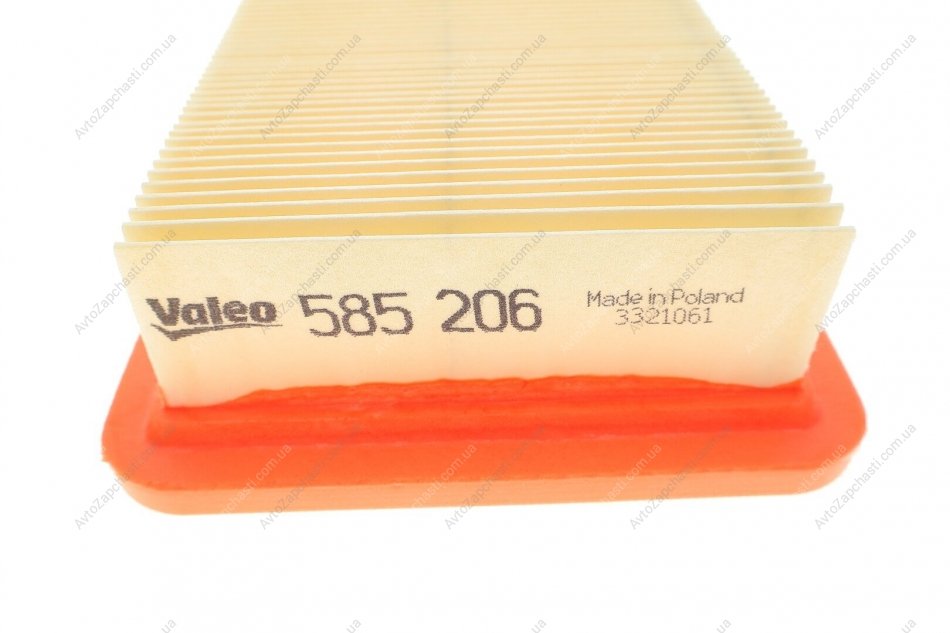 Valeo 585 206 Made in Poland
3321061
AvtoZapchasti.com.ua